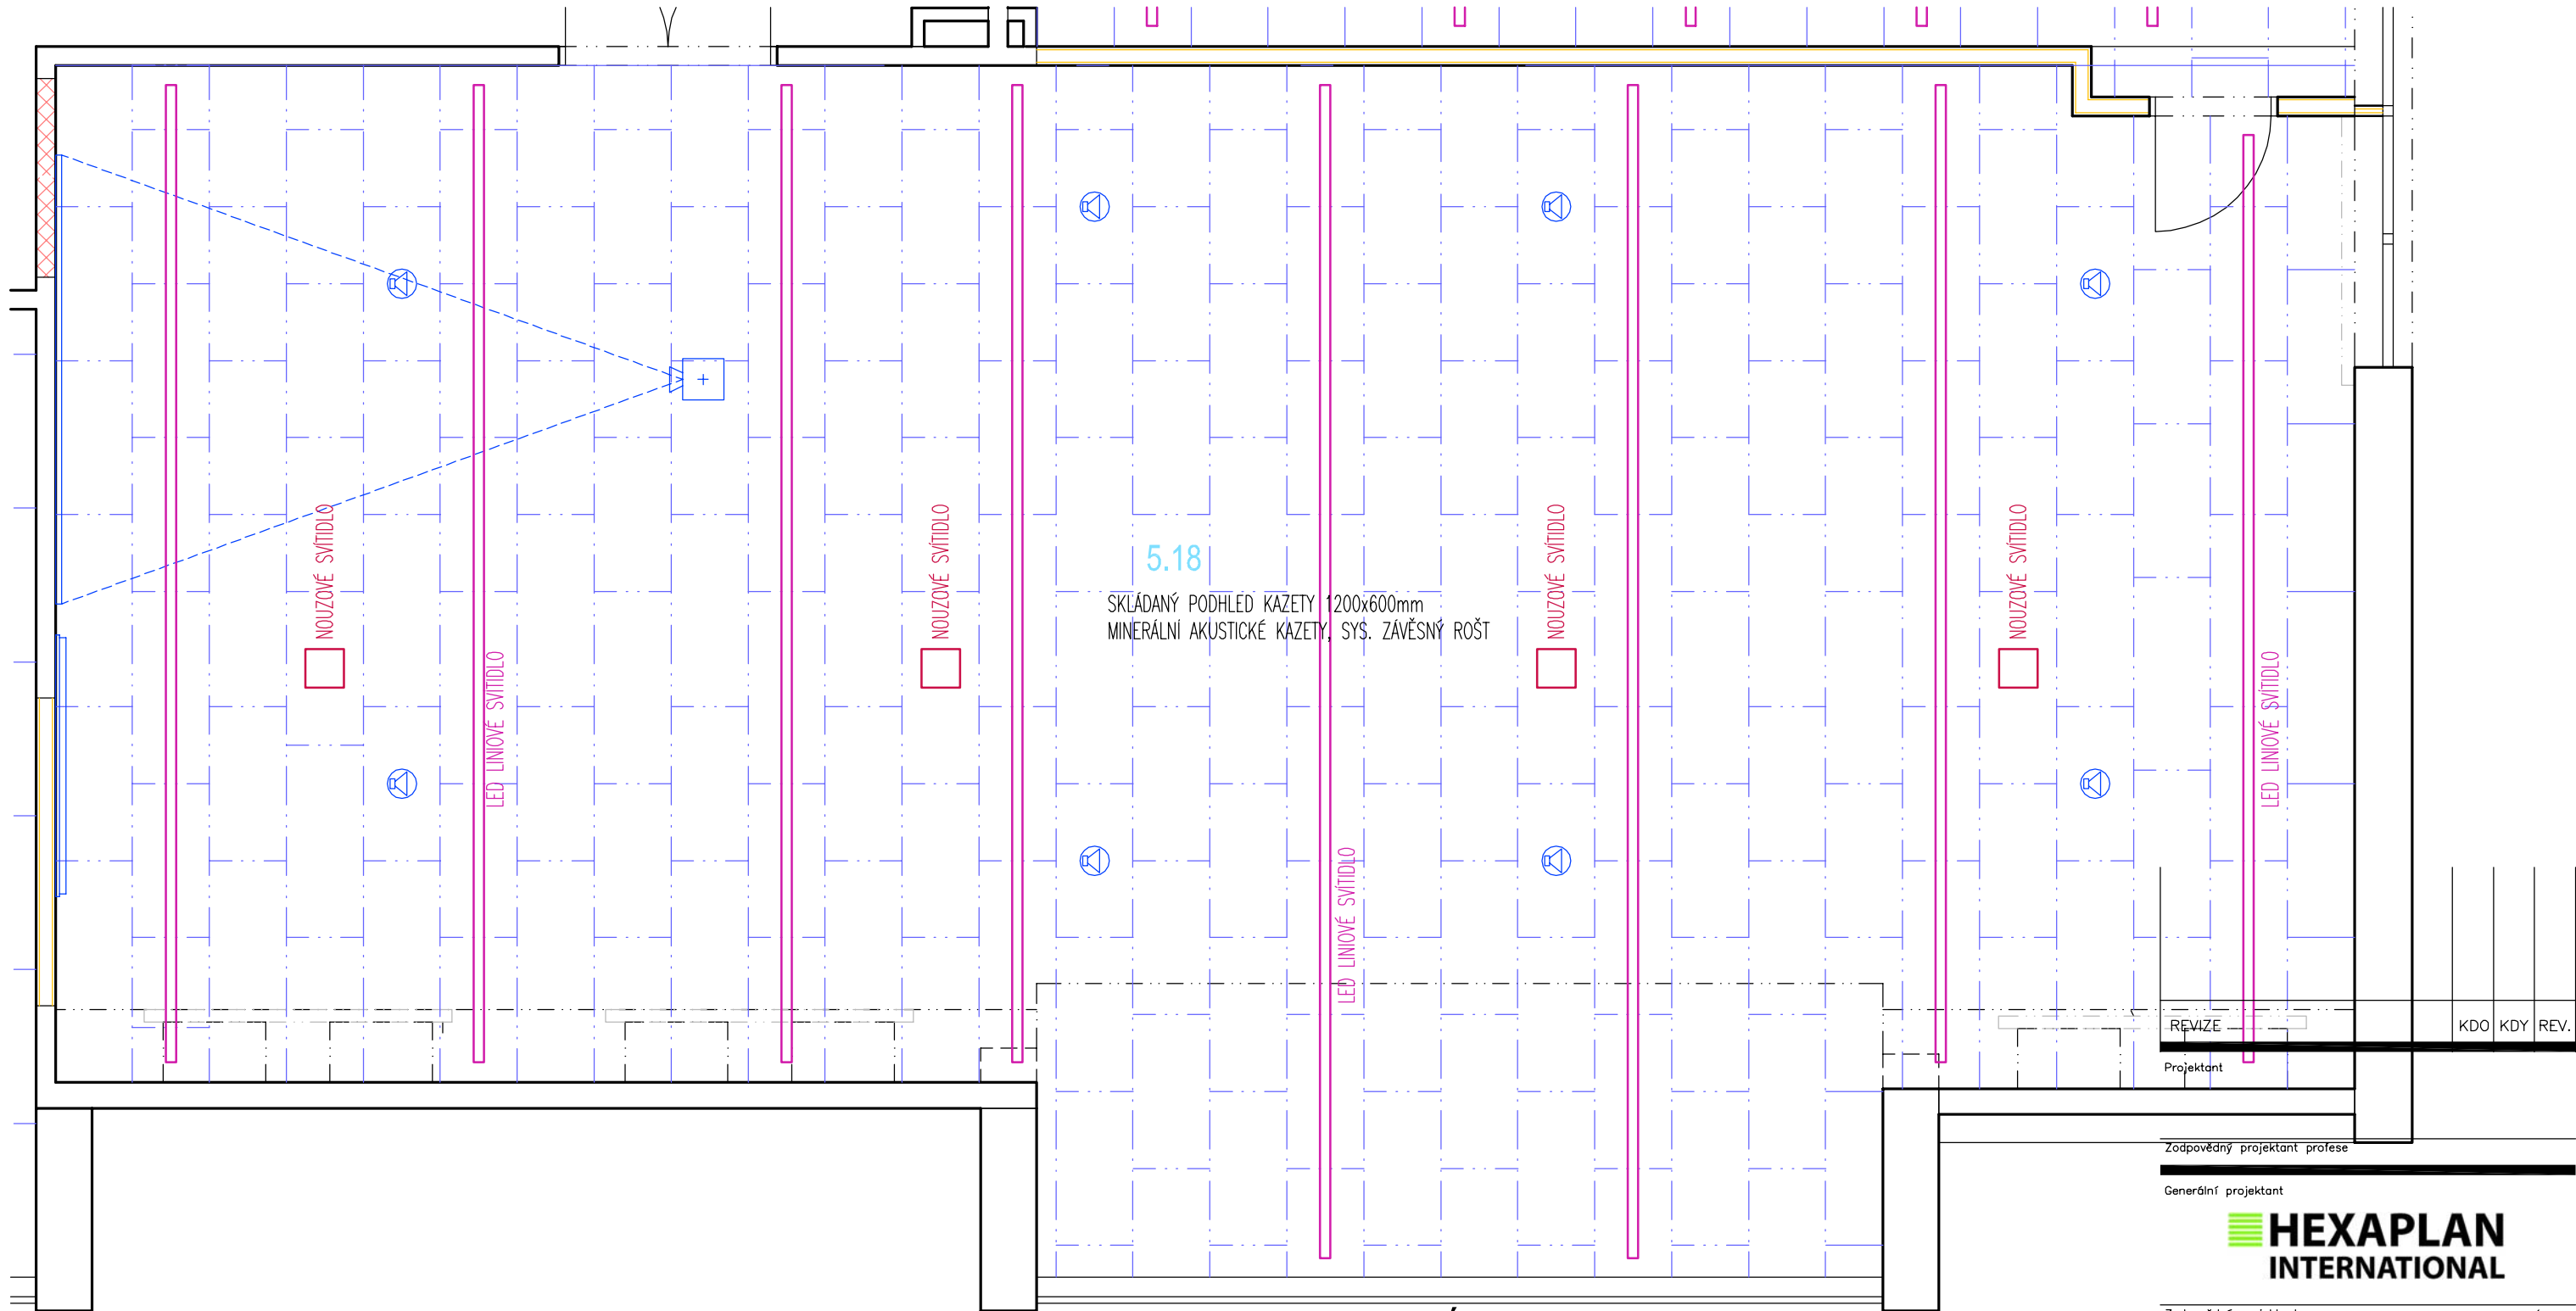 NOUZOVÉ SVÍTIDLO
NOUZOVÉ SVÍTIDLO
NOUZOVÉ SVÍTIDLO
NOUZOVÉ SVÍTIDLO
5.18
SKLÁDANÝ PODHLED KAZETY 1200x600mm
MINERÁLNÍ AKUSTICKÉ KAZETY, SYS. ZÁVĚSNÝ ROŠT
LED LINIOVÉ SVÍTIDLO
LED LINIOVÉ SVÍTIDLO
LED LINIOVÉ SVÍTIDLO
REVIZE KDO KDY REV.
Projektant
Zodpovědný projektant profese
Generální projektant
HEXAPLAN
INTERNATIONAL